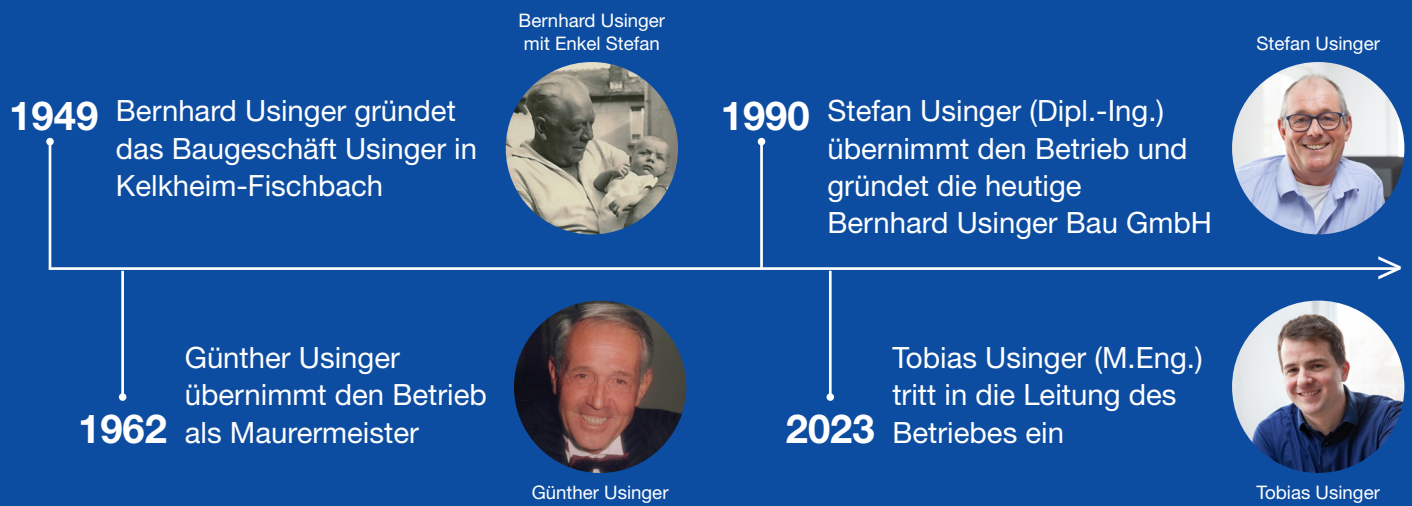 Bernhard Usinger
mit Enkel Stefan
1949
Bernhard Usinger gründet
das Baugeschäft Usinger in
Kelkheim-Fischbach
Stefan Usinger
1990
Stefan Usinger (Dipl.-Ing.)
übernimmt den Betrieb und
gründet die heutige
Bernhard Usinger Bau GmbH
1962
Günther Usinger
übernimmt den Betrieb
als Maurermeister
Günther Usinger
2023
Tobias Usinger (M.Eng.)
tritt in die Leitung des
Betriebes ein
Tobias Usinger